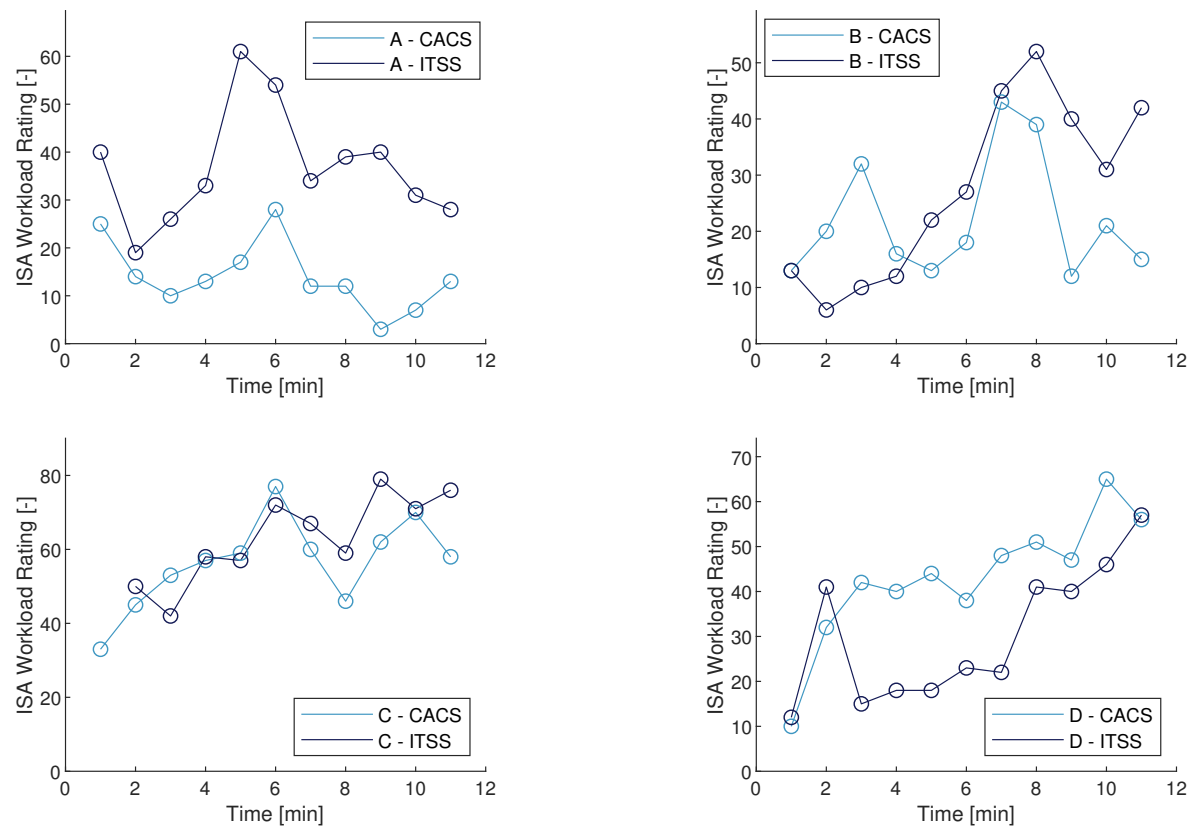 ISA Workload Rating [-]
60
50
40
30
20
10
0
0 2 4 6 8 10 12
Time [min]
A - CACS
A - ITSS
ISA Workload Rating [-]
50
40
30
20
10
0
0 2 4 6 8 10 12
Time [min]
B - CACS
B - ITSS
ISA Workload Rating [-]
80
60
40
20
0
0 2 4 6 8 10 12
Time [min]
C - CACS
C - ITSS
ISA Workload Rating [-]
70
60
50
40
30
20
10
0
0 2 4 6 8 10 12
Time [min]
D - CACS
D - ITSS